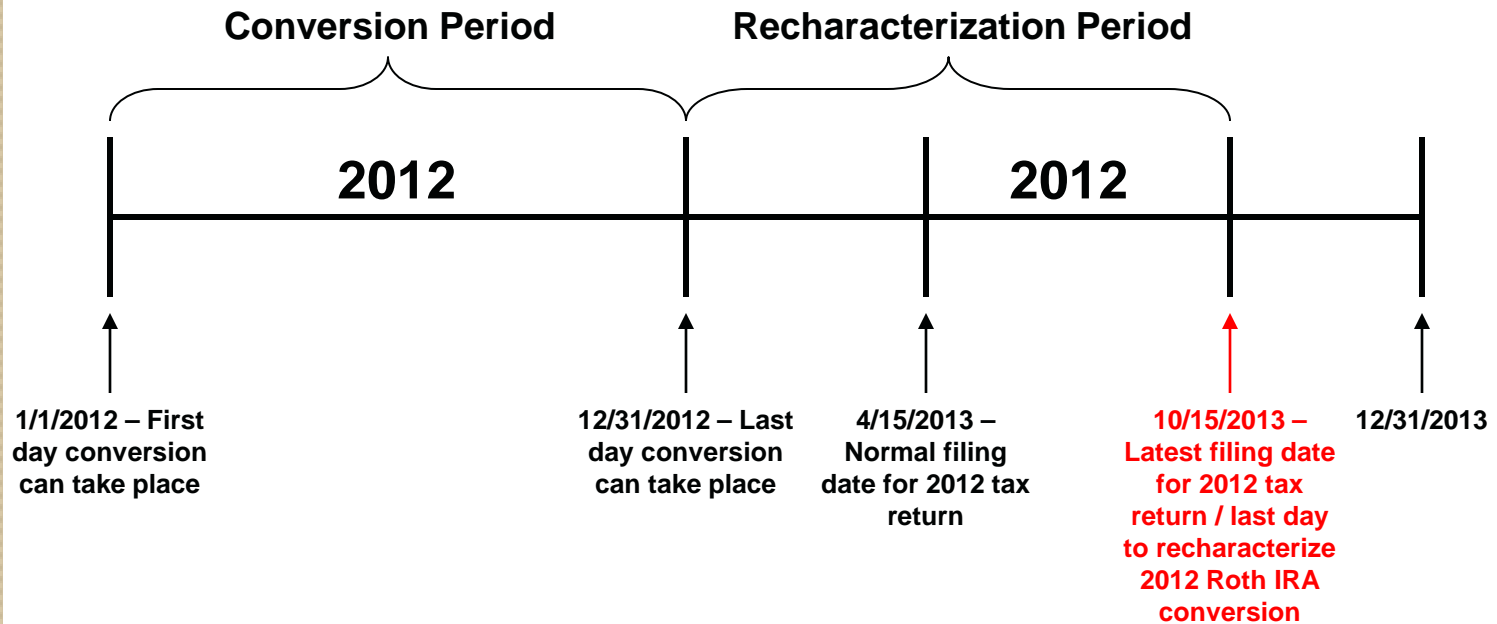 Conversion Period
Recharacterization Period
2012
2012
1/1/2012 – First
day conversion
can take place
12/31/2012 – Last
day conversion
can take place
4/15/2013 –
Normal filing
date for 2012 tax
return
10/15/2013 –
Latest filing date
for 2012 tax
return / last day
to recharacterize
2012 Roth IRA
conversion
12/31/2013